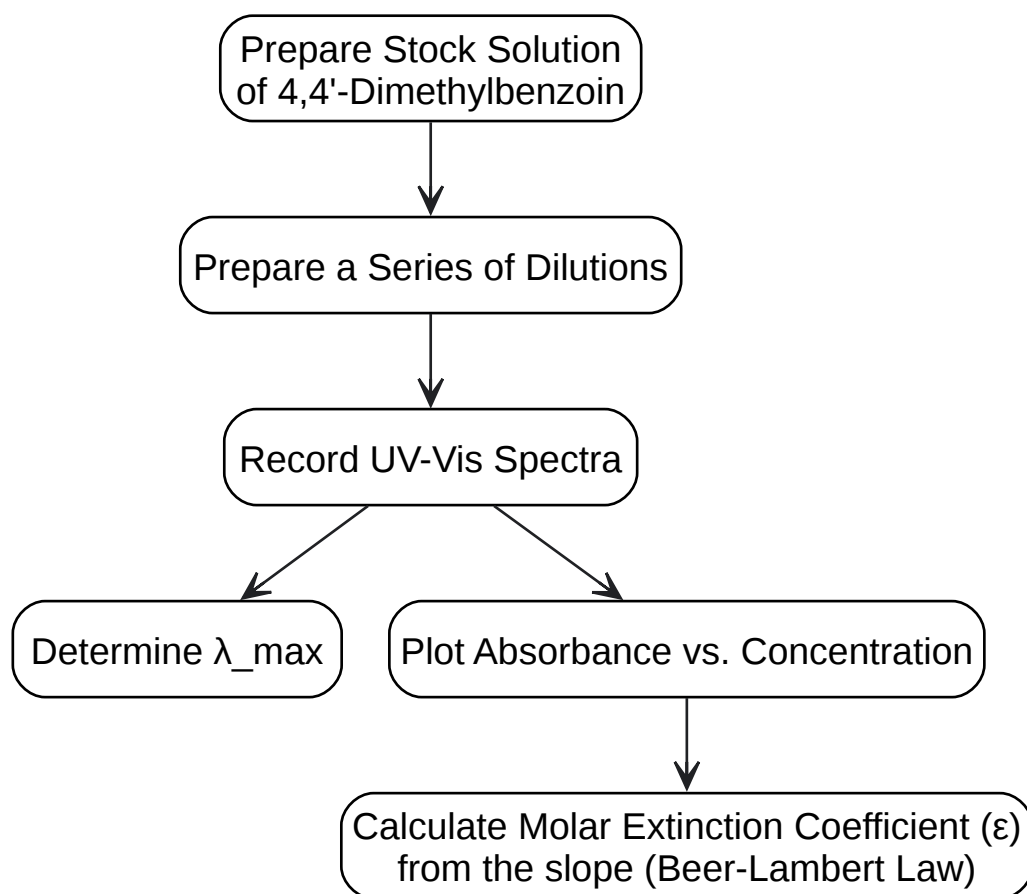 Prepare Stock Solution
of 4,4'-Dimethylbenzoin
Prepare a Series of Dilutions
Record UV-Vis Spectra
Determine λ_max
Plot Absorbance vs. Concentration
Calculate Molar Extinction Coefficient (ε)
from the slope (Beer-Lambert Law)